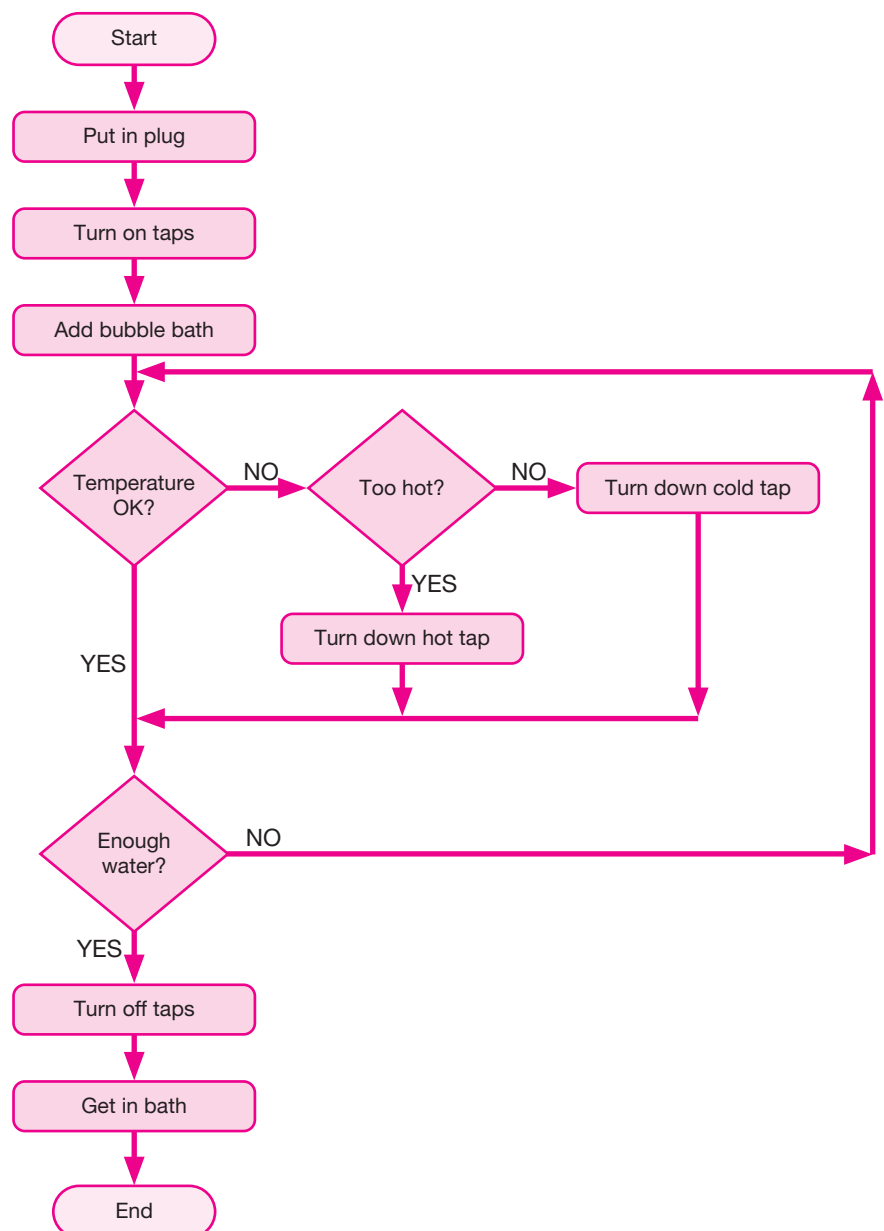 Start
Put in plug
Turn on taps
Add bubble bath
Temperature
OK?
NO
Too hot?
NO
Turn down cold tap
YES
Turn down hot tap
YES
Enough
water?
NO
YES
Turn off taps
Get in bath
End